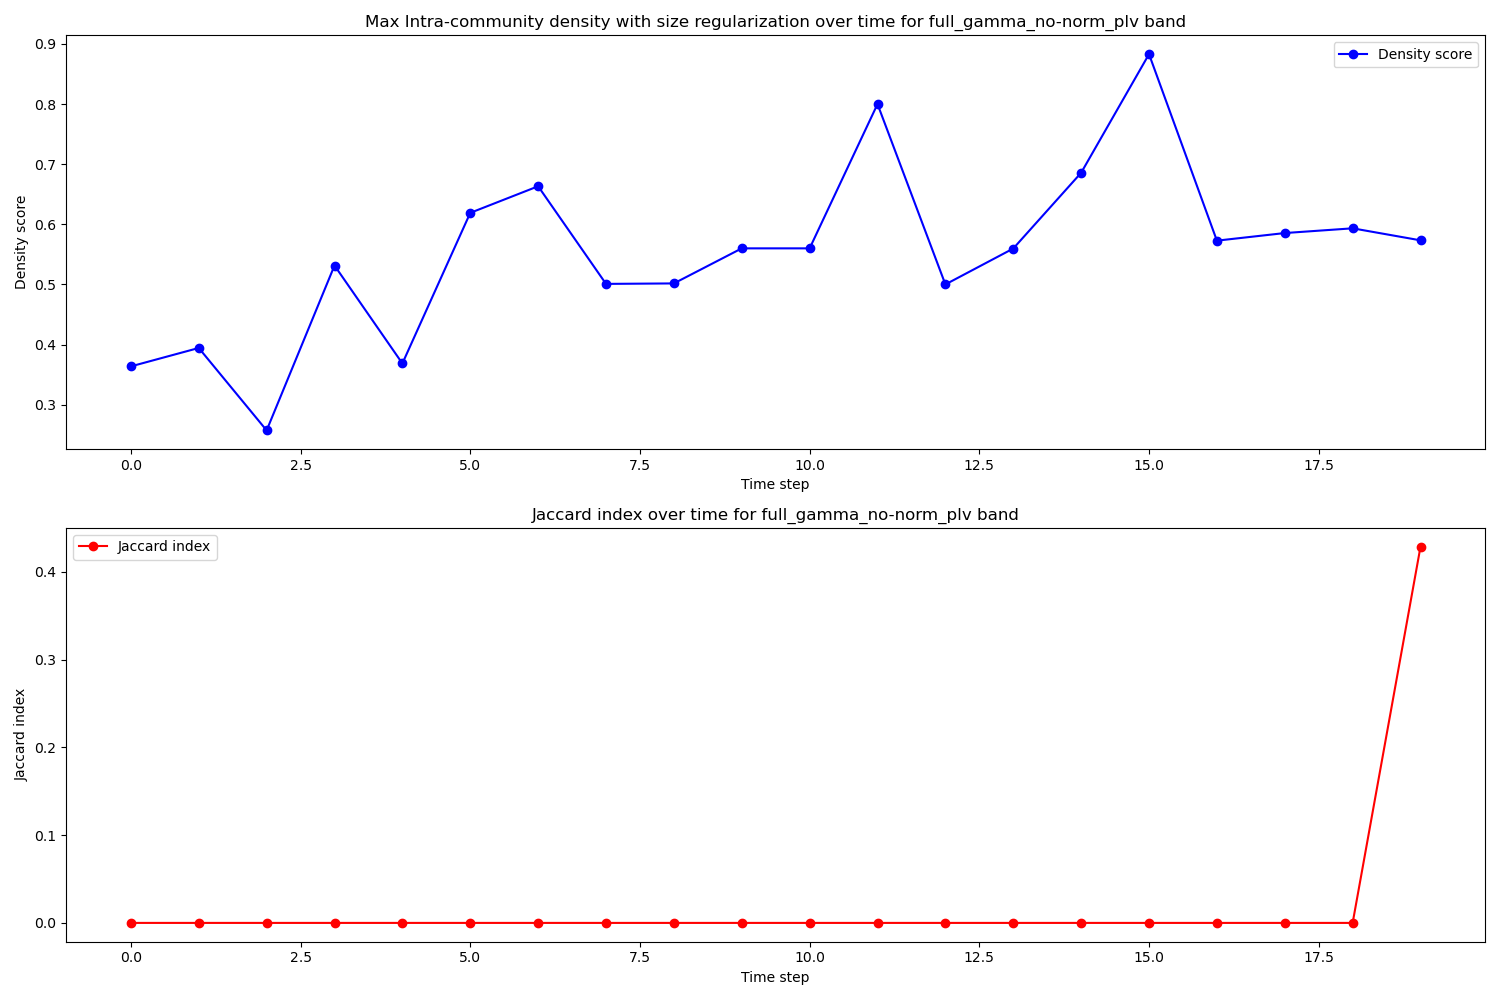 Max Intra-community density with size regularization over time for full_gamma_no-norm_plv band
Density score
0.9
0.8
0.7
0.6
0.5
0.4
0.3
Density score
0.0 2.5 5.0 7.5 10.0 12.5 15.0 17.5
Time step
Jaccard index over time for full_gamma_no-norm_plv band
Jaccard index
0.4
0.3
0.2
0.1
0.0
Jaccard index
0.0 2.5 5.0 7.5 10.0 12.5 15.0 17.5
Time step